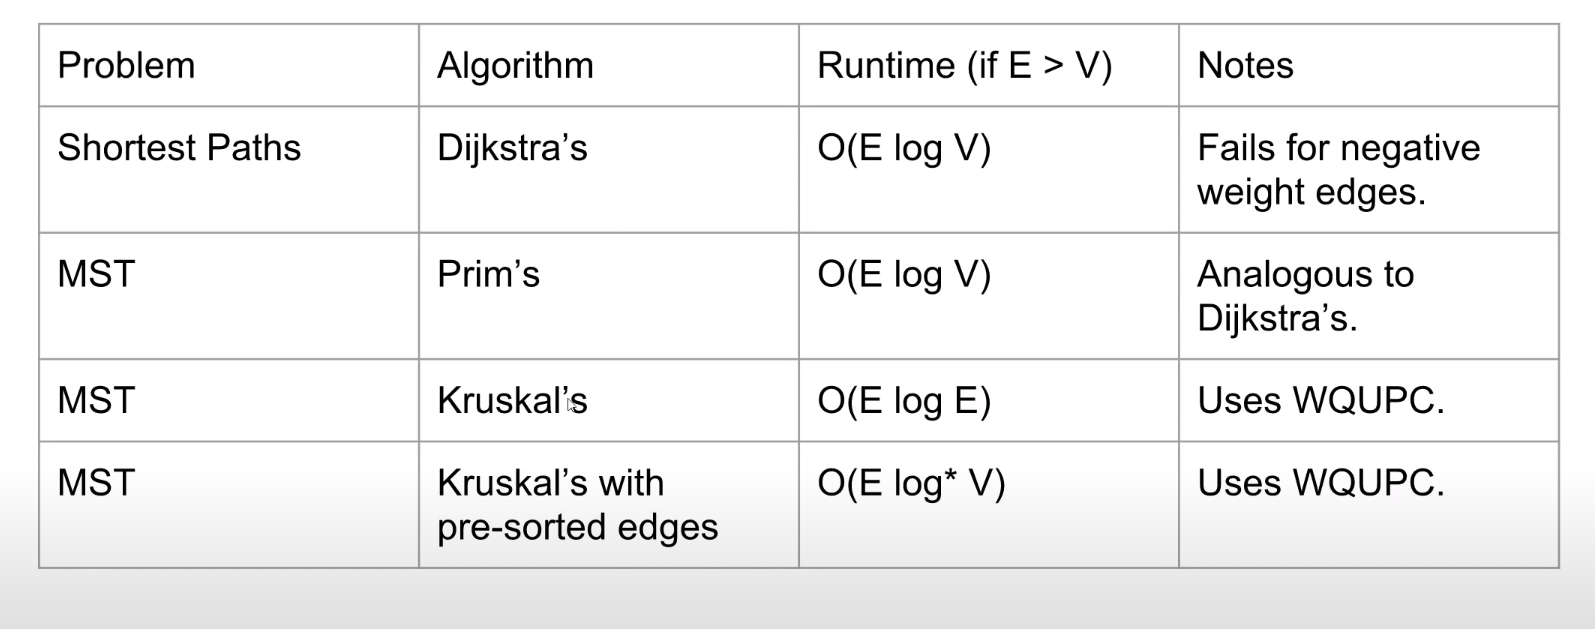 Problem Algorithm Runtime (if E > V) Notes
Shortest Paths Dijkstra’s O(E log V) Fails for negative
weight edges.
MST Prim’s O(E log V) Analogous to
Dijkstra’s.
MST Kruskal’s O(E log E) Uses WQUPC.
MST Kruskal’s with O(E log* V) Uses WQUPC.
pre-sorted edges